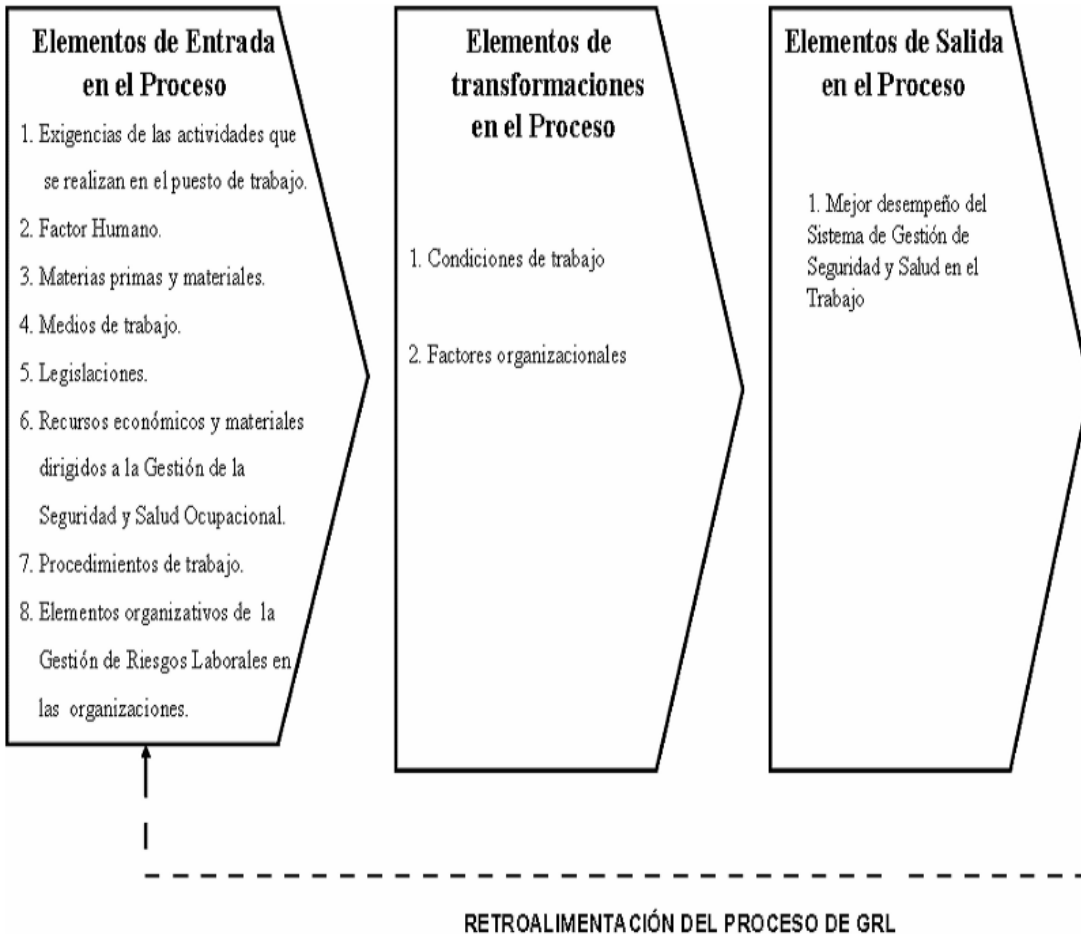 Elementos de Entrada
en el Proceso
1. Exigencias de las actividades que
se realizan en el puesto de trabajo.
2. Factor Humano.
3. Materias primas y materiales.
4. Medios de trabajo.
5. Legislaciones.
6. Recursos económicos y materiales
dirigidos a la Gestión de la
Seguridad y Salud Ocupacional.
7. Procedimientos de trabajo.
8. Elementos organizativos de la
Gestión de Riesgos Laborales en
las organizaciones.
Elementos de
transformaciones
en el Proceso
1. Condiciones de trabajo
2. Factores organizacionales
Elementos de Salida
en el Proceso
1. Mejor desempeño del
Sistema de Gestión de
Seguridad y Salud en el
Trabajo
RETROALIMENTACIÓN DEL PROCESO DE GRL